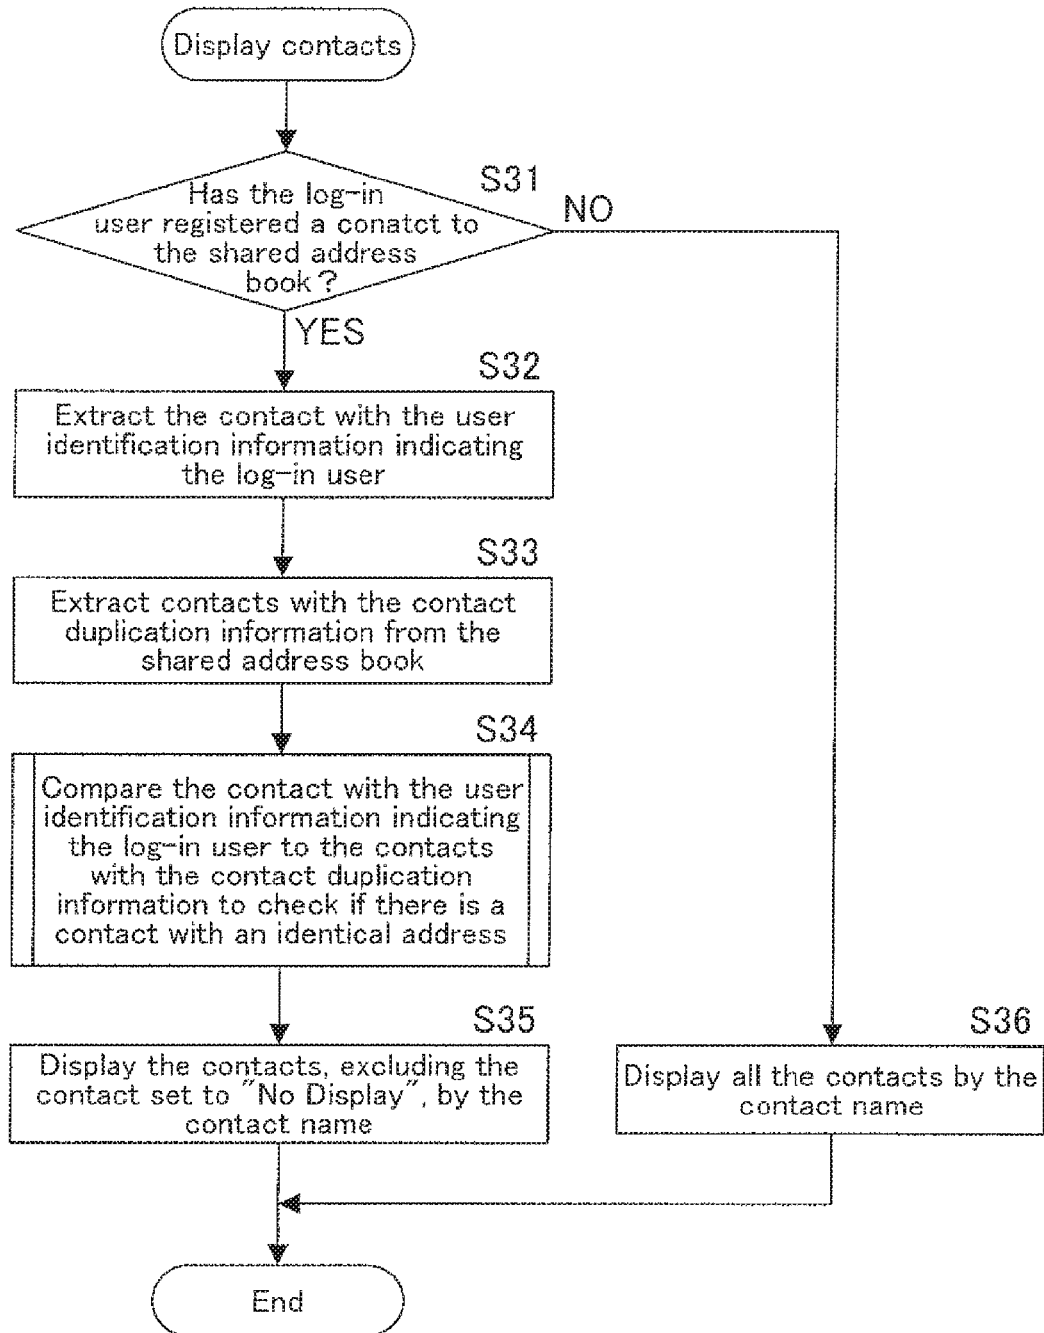 Display contacts
S31
Has the log-in
user registered a conatct to
the shared address
book?
NO
YES
S32
Extract the contact with the user
identification information indicating
the log-in user
S33
Extract contacts with the contact
duplication information from the
shared address book
S34
Compare the contact with the user
identification information indicating
the log-in user to the contacts
with the contact duplication
information to check if there is a
contact with an identical address
S35
Display the contacts, excluding the
contact set to "No Display", by the
contact name
S36
Display all the contacts by the
contact name
End